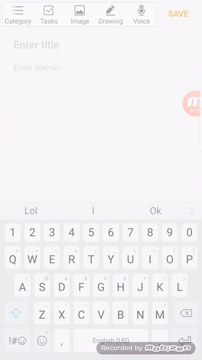 Category Tasks Image Drawing Voice SAVE
Enter title
Enter memo
Lol I Ok
1 2 3 4 5 6 7 8 9 0
Q W E R T Y U I O P
A S D F G H J K L
Z X C V B N M
!#☺ , English (US) .
Recorded by MOBIZEN